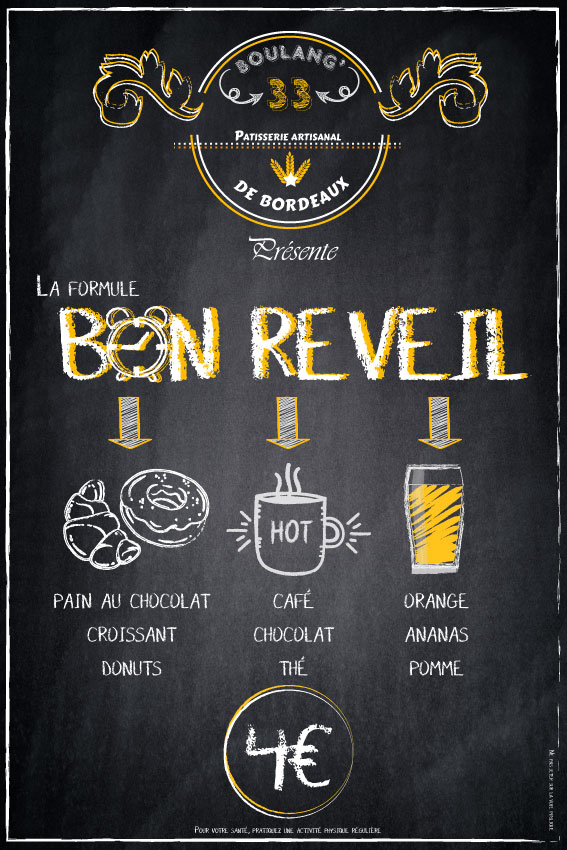 BOULANG'
33
PATISSERIE ARTISANAL
DE BORDEAUX
Présente
LA FORMULE
BON REVEIL
HOT
PAIN AU CHOCOLAT
CAFÉ
ORANGE
CROISSANT
CHOCOLAT
ANANAS
DONUTS
THÉ
POMME
4€
NE PAS JETER SUR LA VOIE PUBLIQUE
POUR VOTRE SANTÉ, PRATIQUEZ UNE ACTIVITÉ PHYSIQUE RÉGULIÈRE